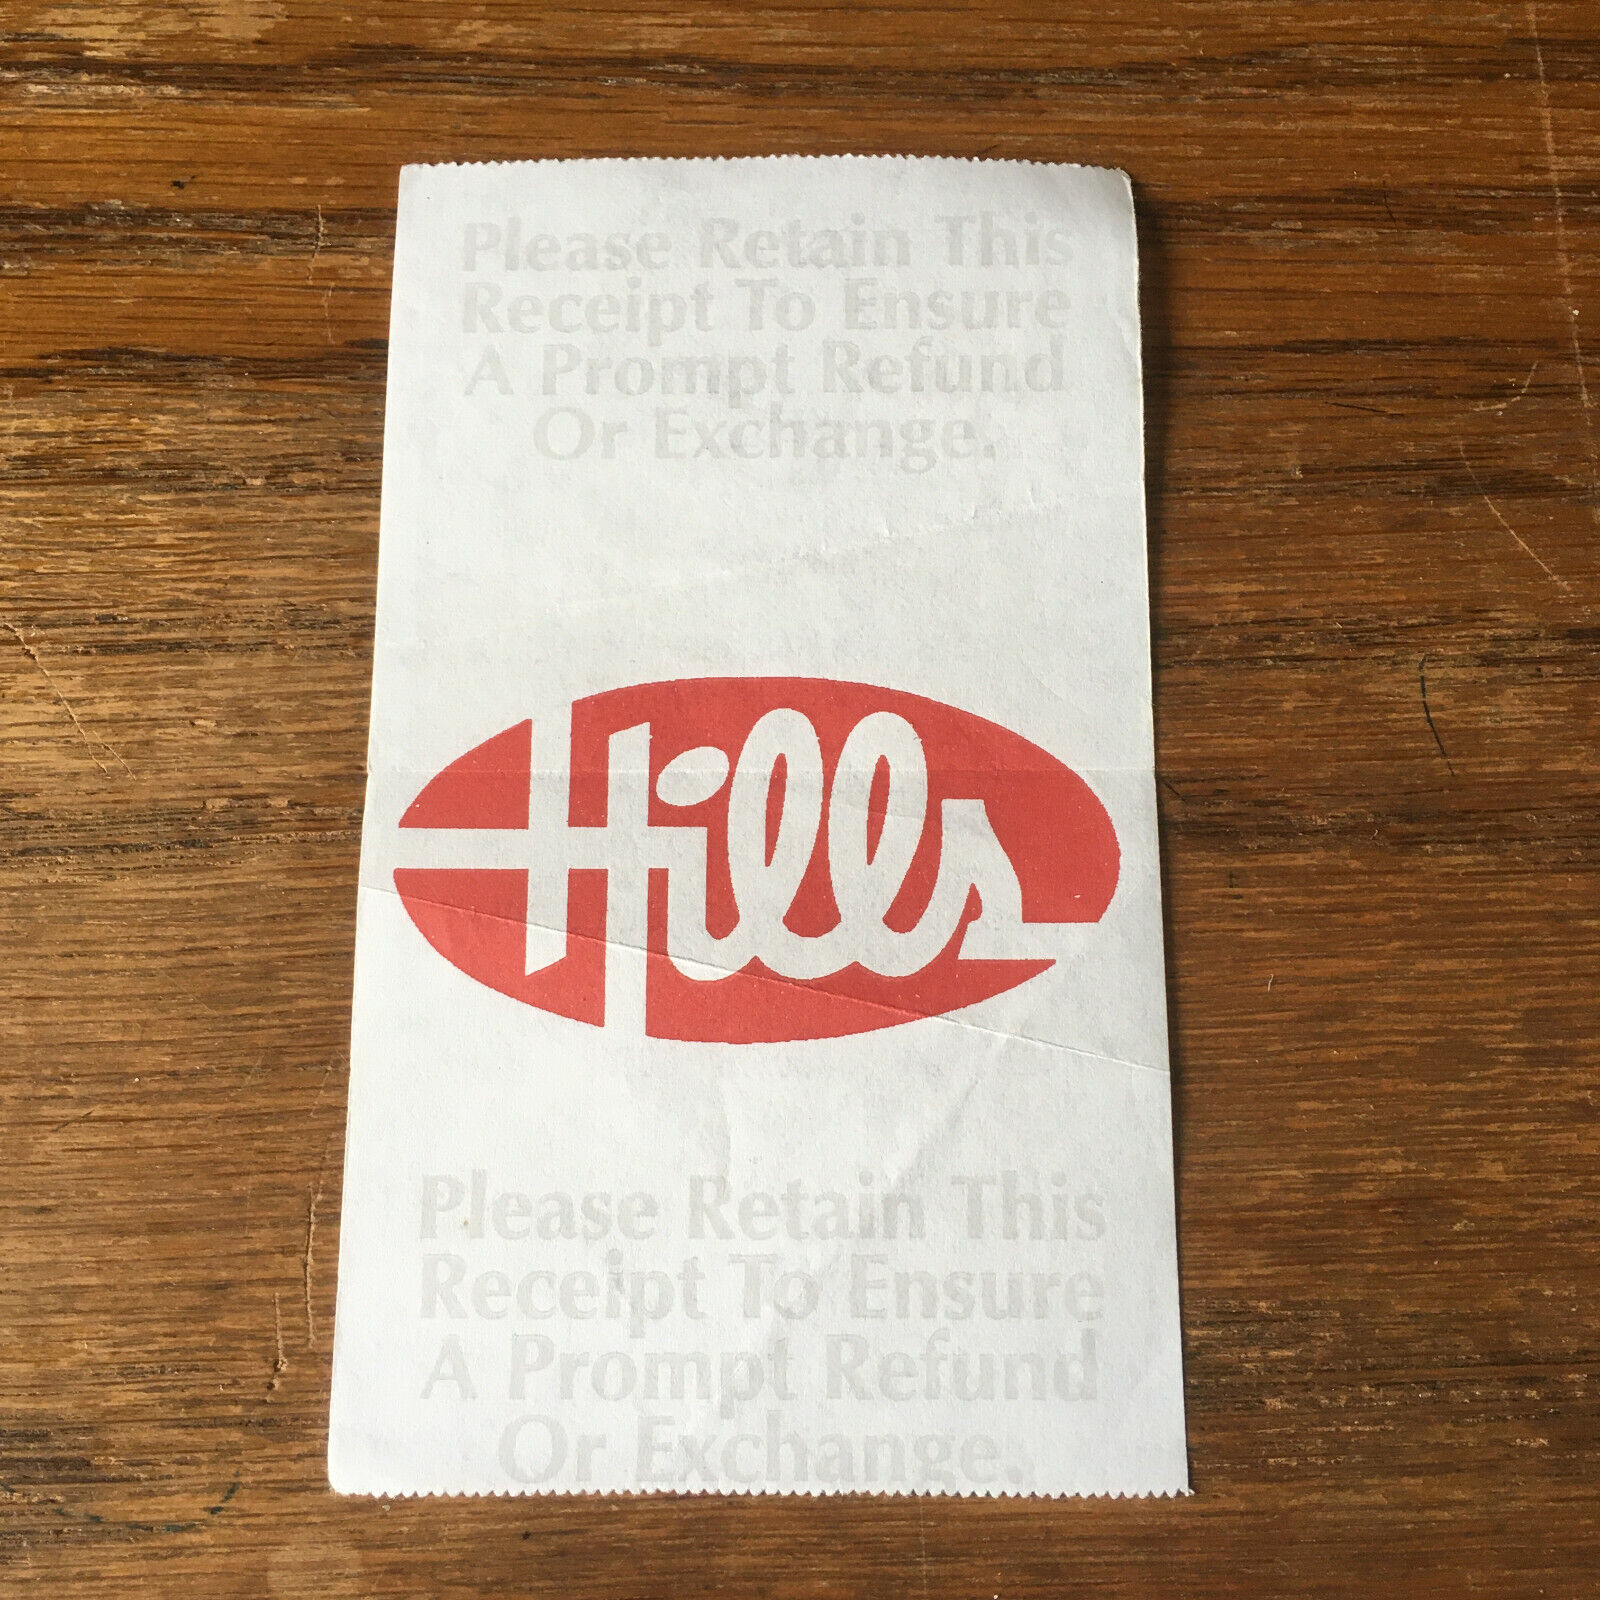 Please Retain This
Receipt To Ensure
A Prompt Refund
Or Exchange.
Hills
Please Retain This
Receipt To Ensure
A Prompt Refund
Or Exchange.